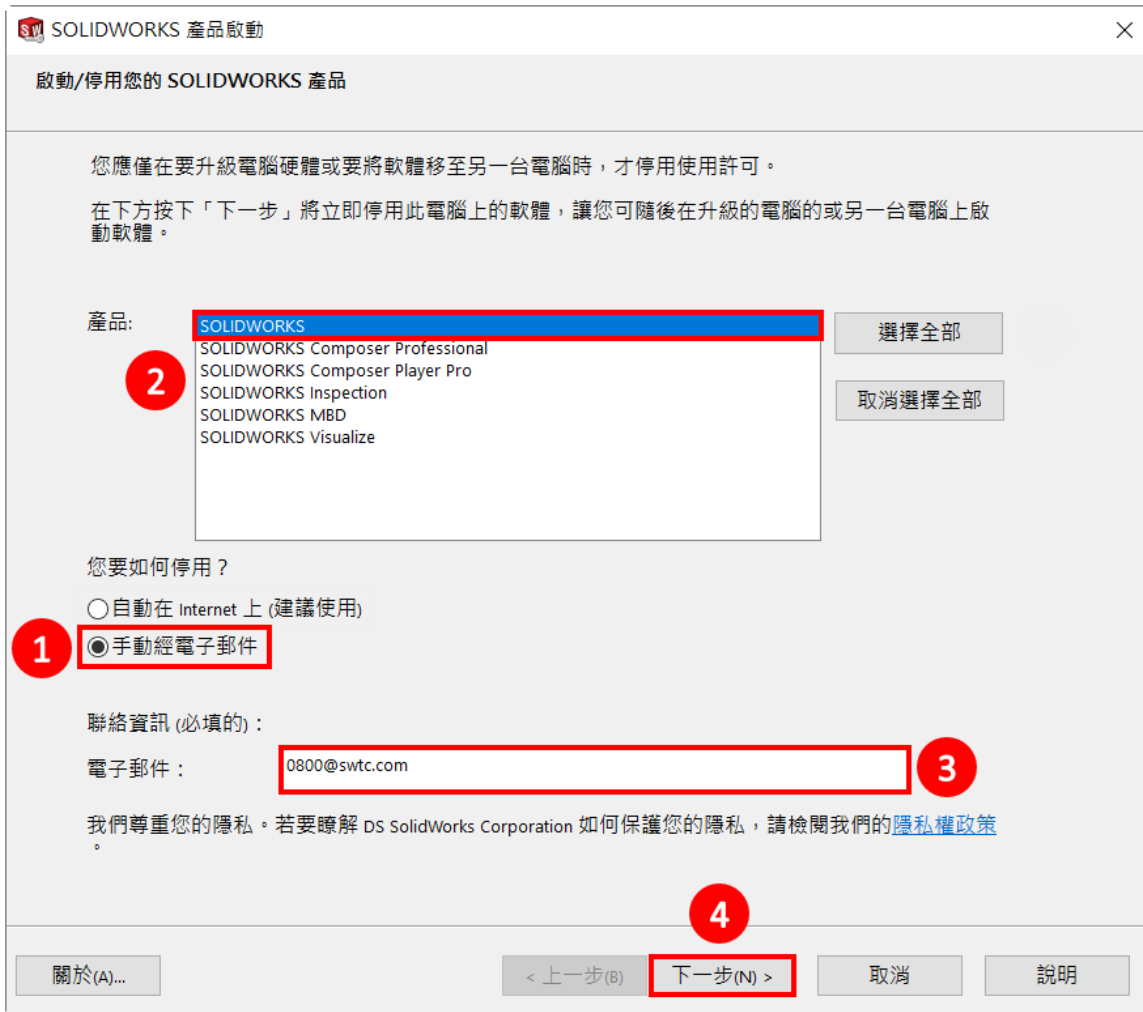 SW SOLIDWORKS 產品啟動
啟動/停用您的 SOLIDWORKS 產品
您應僅在要升級電腦硬體或要將軟體移至另一台電腦時，才停用使用許可。
在下方按下「下一步」將立即停用此電腦上的軟體，讓您可隨後在升級的電腦的或另一台電腦上啟
動軟體。
產品:
SOLIDWORKS
SOLIDWORKS Composer Professional
SOLIDWORKS Composer Player Pro
SOLIDWORKS Inspection
SOLIDWORKS MBD
SOLIDWORKS Visualize
選擇全部
取消選擇全部
2
您要如何停用？
自動在 Internet 上 (建議使用)
1
手動經電子郵件
聯絡資訊 (必填的)：
電子郵件：
0800@swtc.com
3
我們尊重您的隱私。若要瞭解 DS SolidWorks Corporation 如何保護您的隱私，請檢閱我們的隱私權政策
。
4
關於(A)...
< 上一步(B)
下一步(N) >
取消
說明